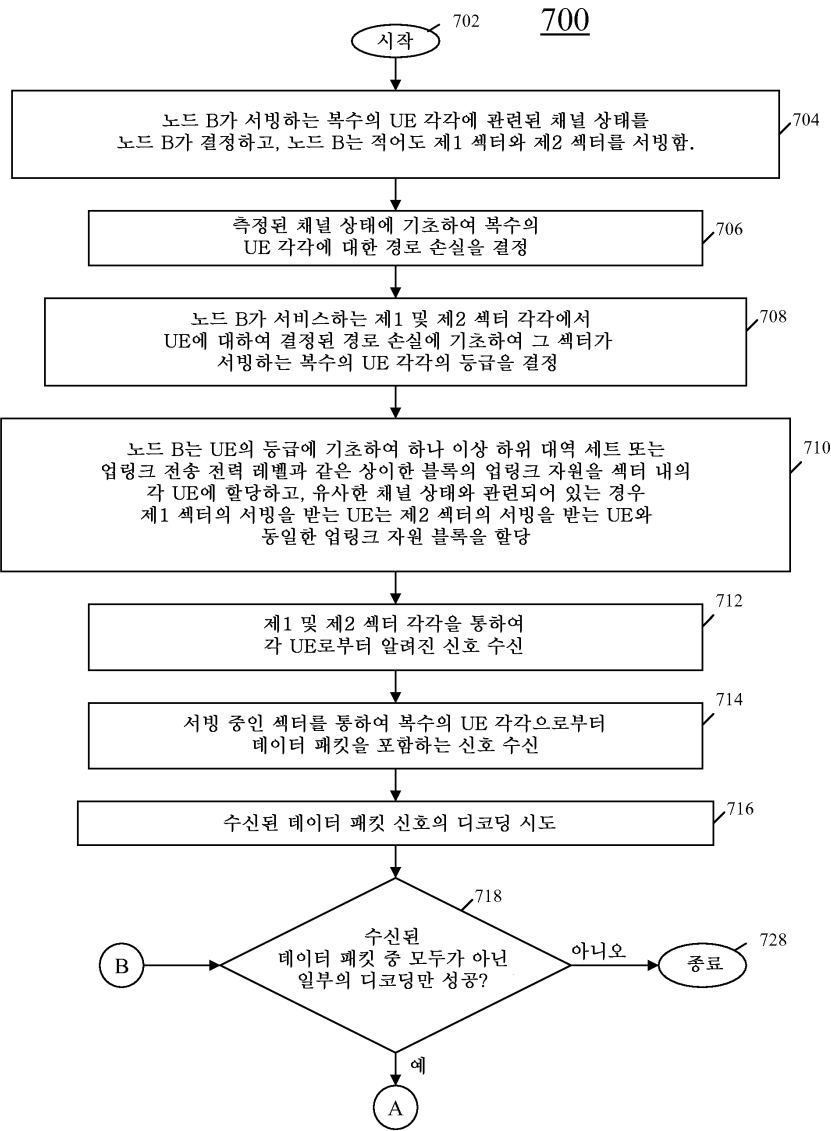 700
시작
702
노드 B가 서빙하는 복수의 UE 각각에 관련된 채널 상태를
노드 B가 결정하고, 노드 B는 적어도 제1 섹터와 제2 섹터를 서빙함.
704
측정된 채널 상태에 기초하여 복수의
UE 각각에 대한 경로 손실을 결정
706
노드 B가 서비스하는 제1 및 제2 섹터 각각에서
UE에 대하여 결정된 경로 손실에 기초하여 그 섹터가
서빙하는 복수의 UE 각각의 등급을 결정
708
노드 B는 UE의 등급에 기초하여 하나 이상 하위 대역 세트 또는
업링크 전송 전력 레벨과 같은 상이한 블록의 업링크 자원을 섹터 내의
각 UE에 할당하고, 유사한 채널 상태와 관련되어 있는 경우
제1 섹터의 서빙을 받는 UE는 제2 섹터의 서빙을 받는 UE와
동일한 업링크 자원 블록을 할당
710
제1 및 제2 섹터 각각을 통하여
각 UE로부터 알려진 신호 수신
712
서빙 중인 섹터를 통하여 복수의 UE 각각으로부터
데이터 패킷을 포함하는 신호 수신
714
수신된 데이터 패킷 신호의 디코딩 시도
716
718
수신된
데이터 패킷 중 모두가 아닌
일부의 디코딩만 성공?
B
아니오
종료
728
예
A